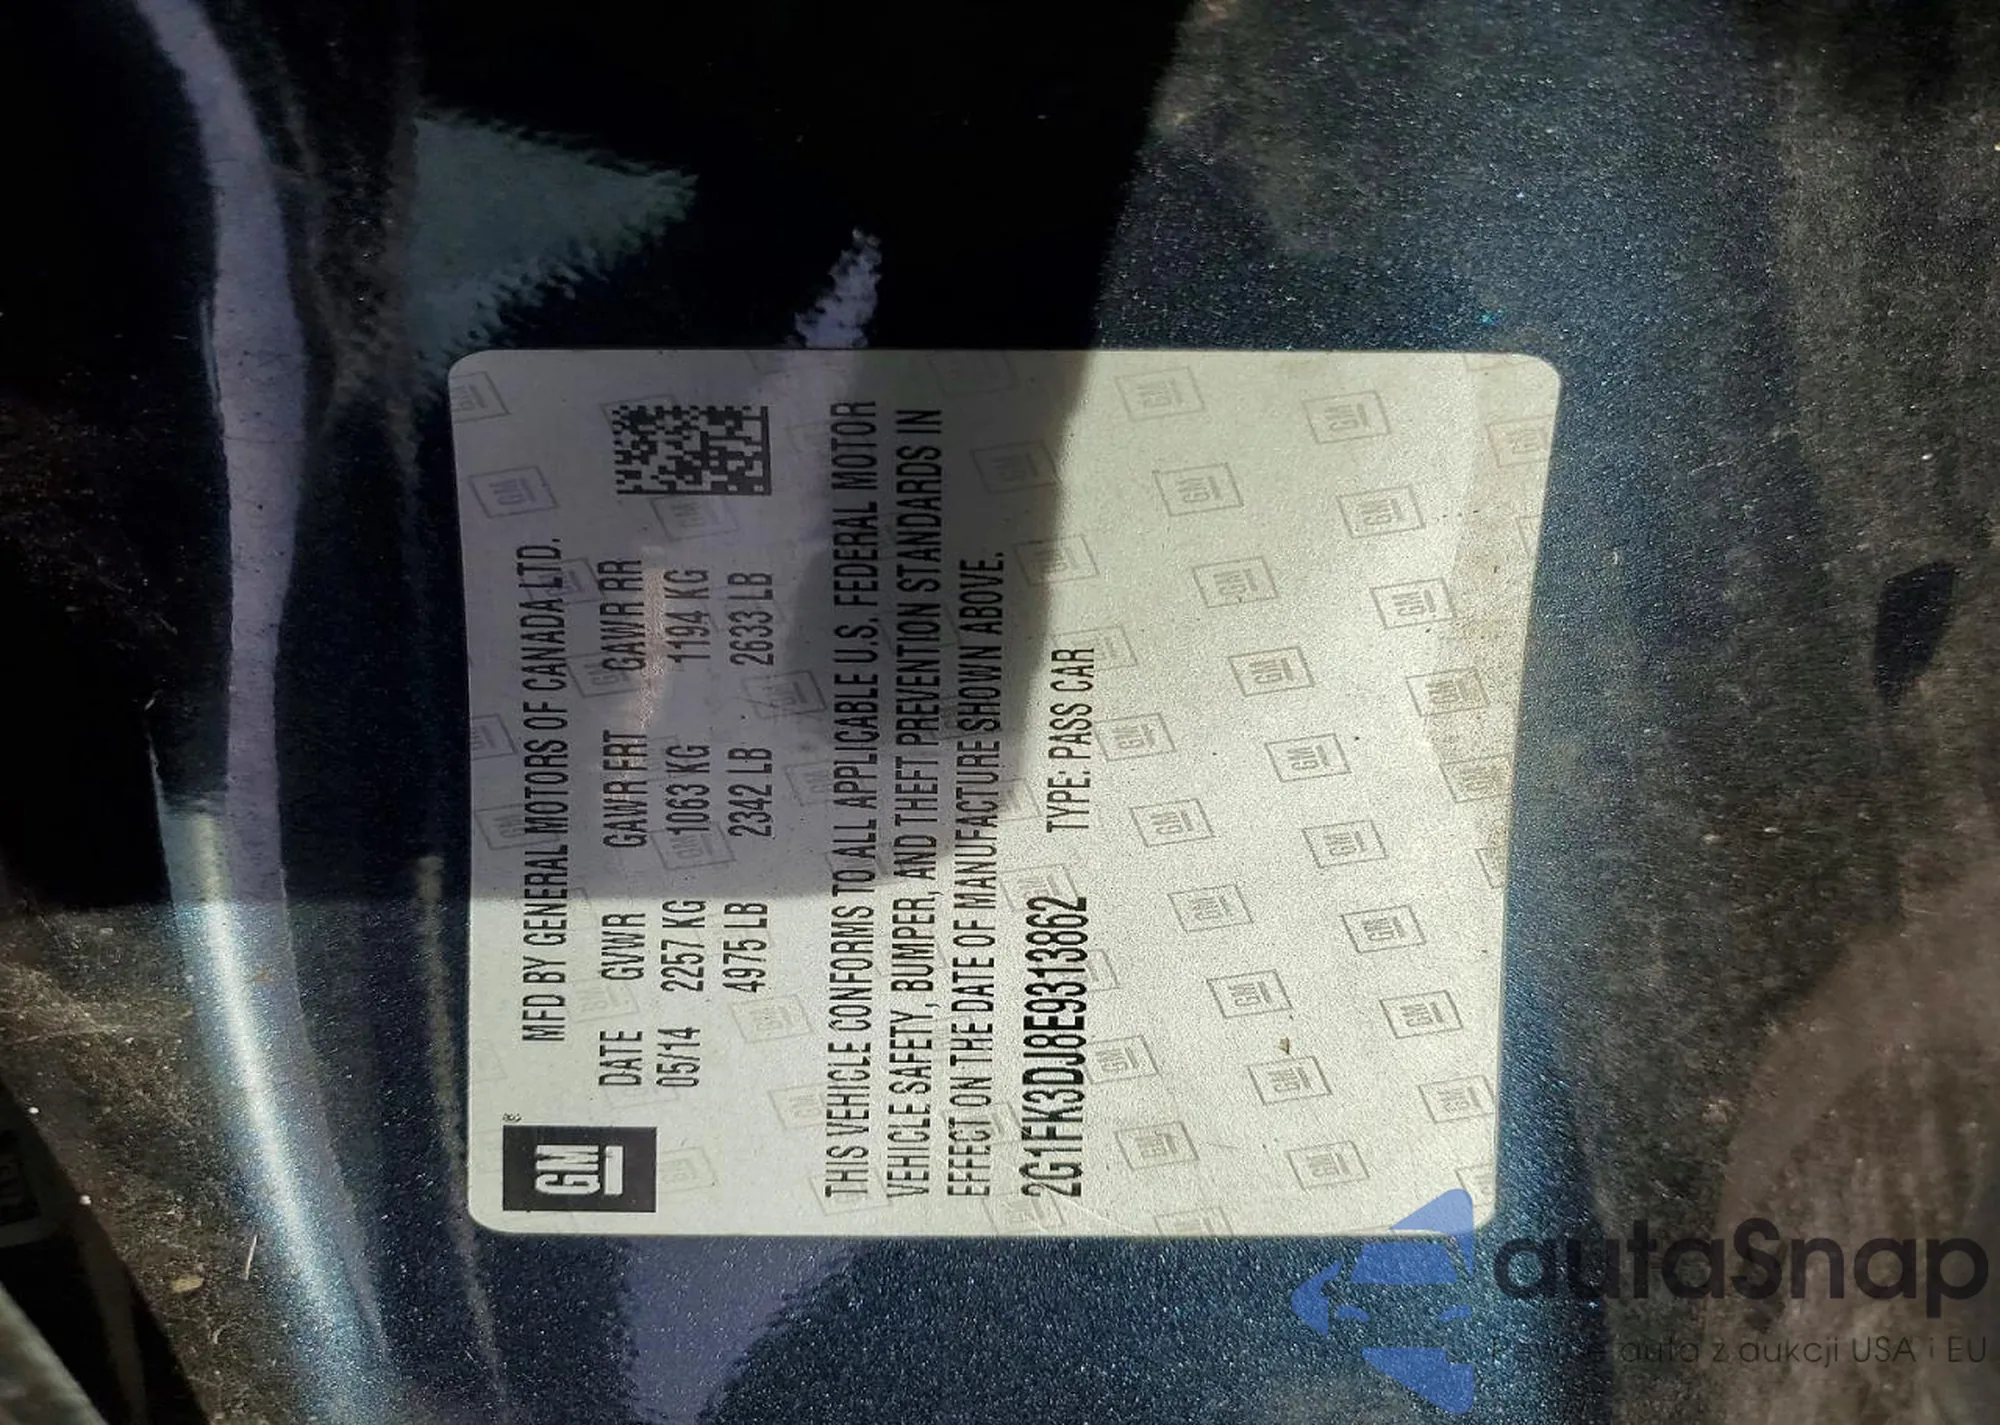 GM ®
MFD BY GENERAL MOTORS OF CANADA LTD.
DATE GVWR GAWR FRT GAWR RR
05/14 2257 KG 1063 KG 1194 KG
4975 LB 2342 LB 2633 LB
THIS VEHICLE CONFORMS TO ALL APPLICABLE U.S. FEDERAL MOTOR
VEHICLE SAFETY, BUMPER, AND THEFT PREVENTION STANDARDS IN
EFFECT ON THE DATE OF MANUFACTURE SHOWN ABOVE.
2G1FK3DJ8E9313862 TYPE: PASS CAR
autaSnap
auta z aukcji USA i EU